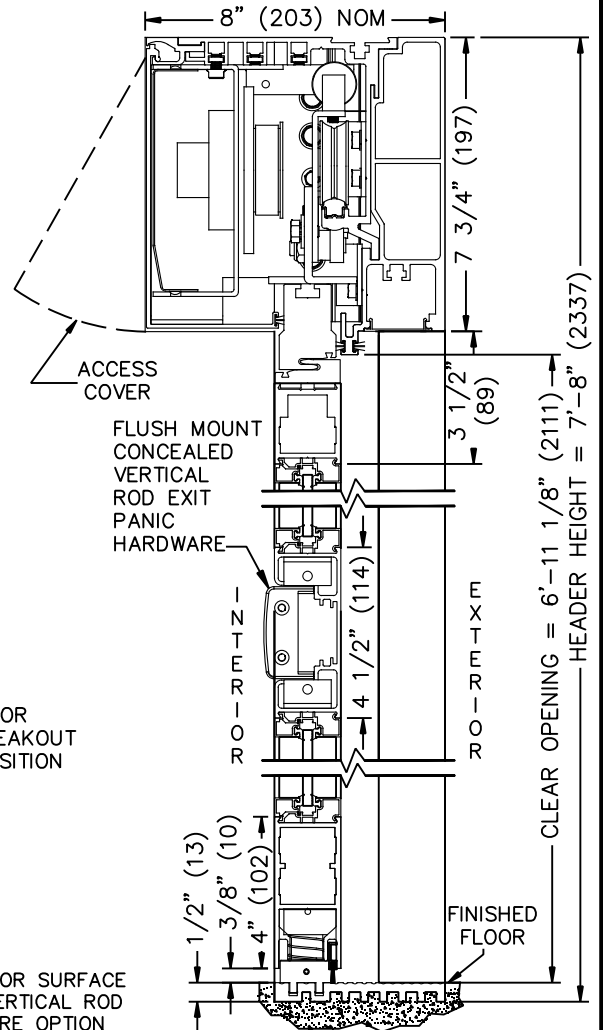 8" (203) NOM
7 3/4" (197)
ACCESS
COVER
3 1/2"
(89)
FLUSH MOUNT
CONCEALED
VERTICAL
ROD EXIT
PANIC
HARDWARE
INTERIOR
4 1/2" (114)
EXTERIOR
CLEAR OPENING = 6'-11 1/8" (2111)
HEADER HEIGHT = 7'-8" (2337)
OR
EAKOUT
SITION
1/2" (13)
3/8" (10)
4" (102)
FINISHED
FLOOR
OR SURFACE
ERTICAL ROD
RE OPTION